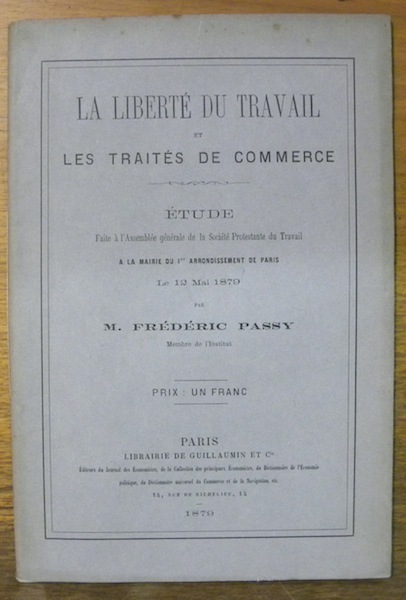 LA LIBERTÉ DU TRAVAIL
ET
LES TRAITÉS DE COMMERCE
ÉTUDE
Faite à l'Assemblée générale de la Société Protestante du Travail
A LA MAIRIE DU Ier ARRONDISSEMENT DE PARIS
Le 12 Mai 1879
PAR
M. FRÉDÉRIC PASSY
Membre de l'Institut
PRIX : UN FRANC
PARIS
LIBRAIRIE DE GUILLAUMIN ET Cie
Éditeurs du Journal des Économistes, de la Collection des principaux Économistes, du Dictionnaire de l'Économie
politique, du Dictionnaire universel du Commerce et de la Navigation, etc.
14, RUE DE RICHELIEU, 14
1879